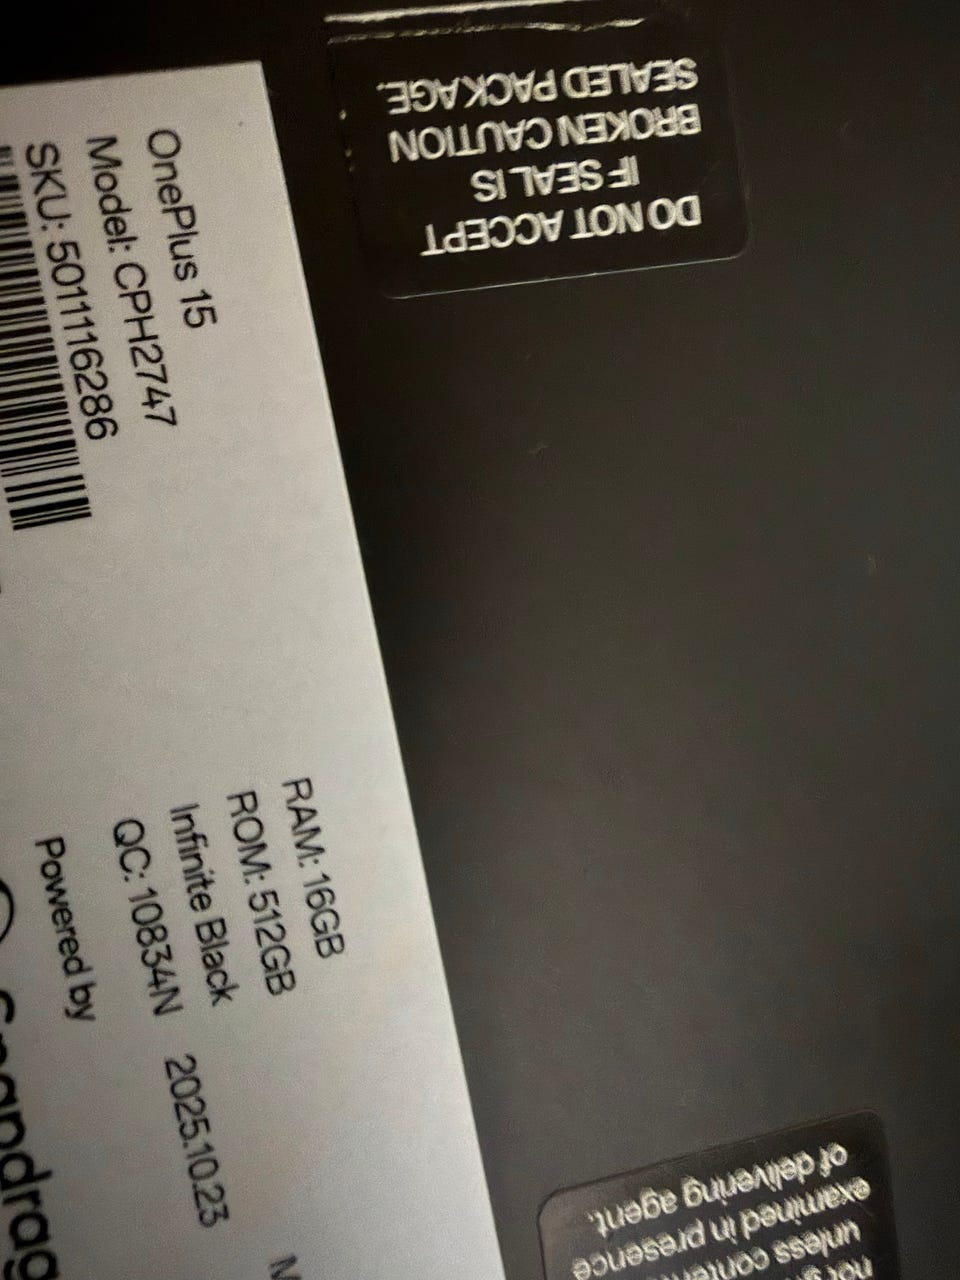 OnePlus 15
Model: CPH2747
SKU: 5011116286
RAM: 16GB
ROM: 512GB
Infinite Black
QC: 10834N 2025.10.23
Powered by
DO NOT ACCEPT
IF SEAL IS
BROKEN CAUTION
SEALED PACKAGE.
unless
examined in presence
of delivering agent.